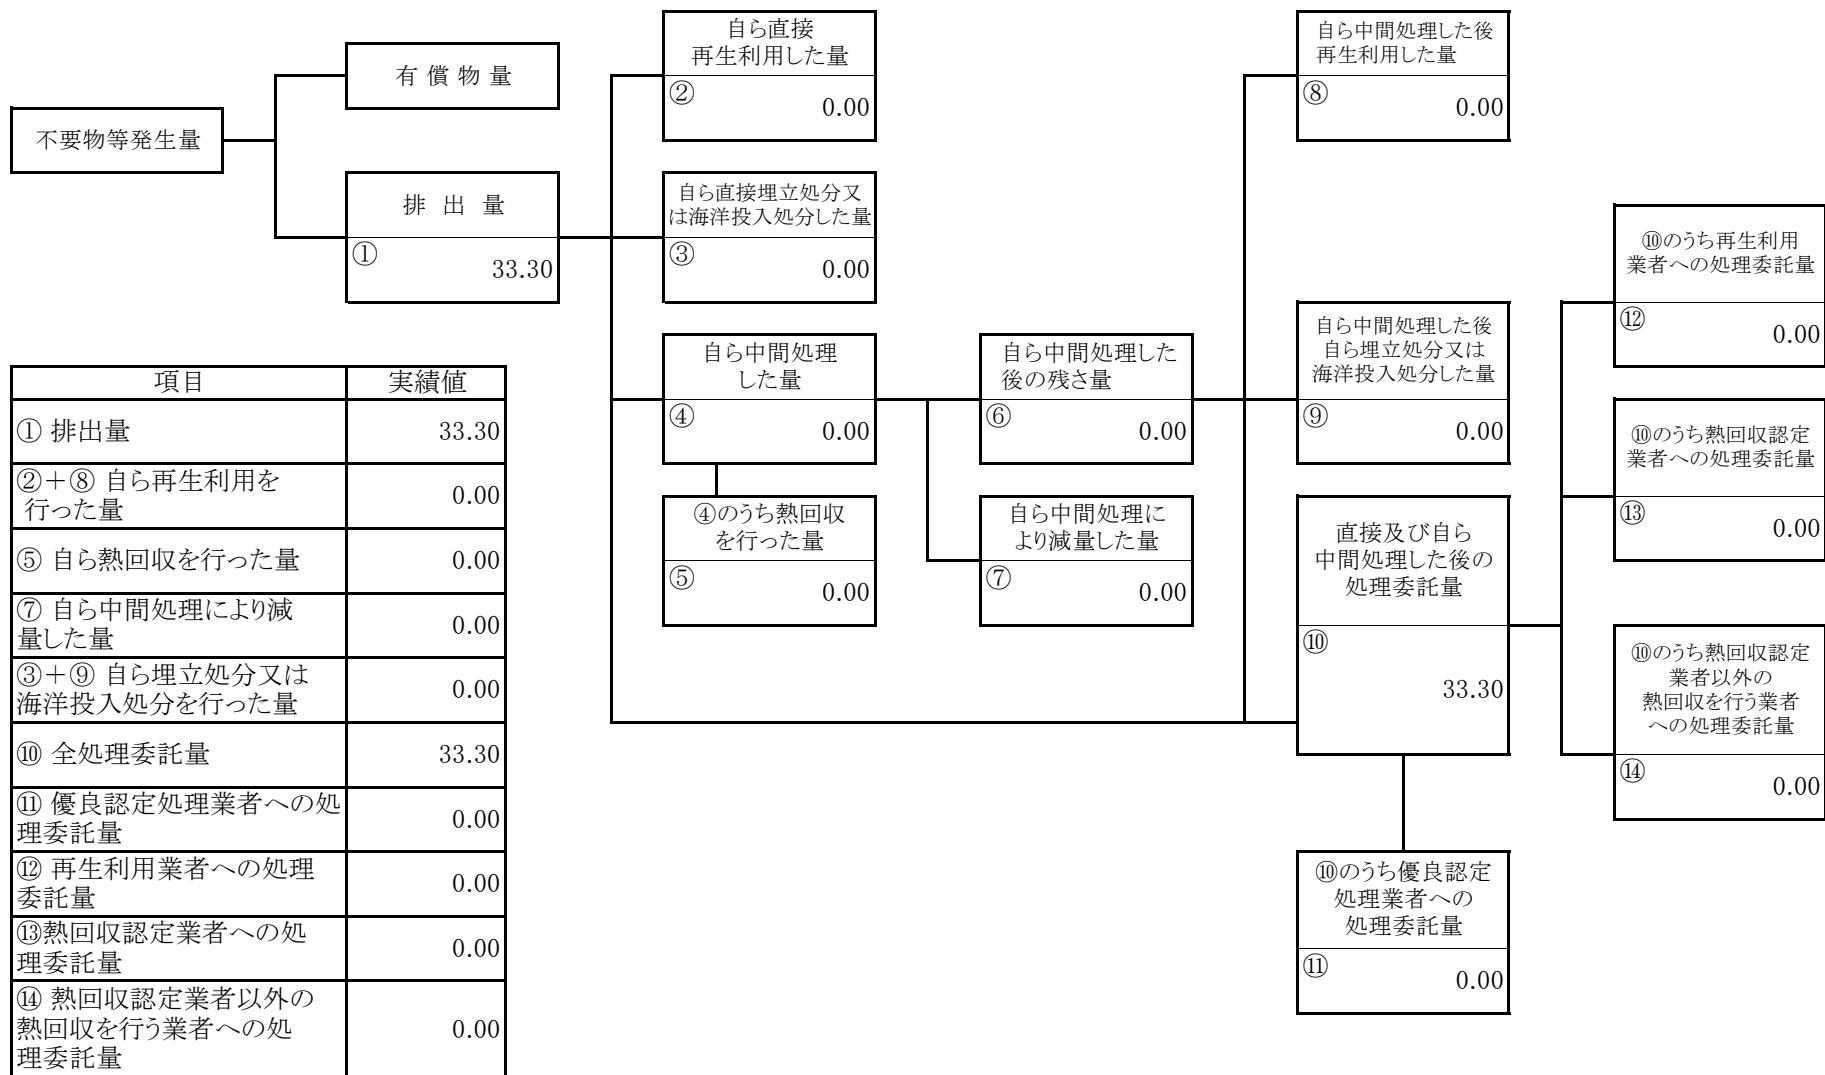 不要物等発生量
有 償 物 量
排 出 量
①
33.30
自ら直接
再生利用した量
②
0.00
自ら直接埋立処分又
は海洋投入処分した量
③
0.00
自ら中間処理
した量
④
0.00
④のうち熱回収
を行った量
⑤
0.00
自ら中間処理した
後の残さ量
⑥
0.00
自ら中間処理に
より減量した量
⑦
0.00
自ら中間処理した後
再生利用した量
⑧
0.00
自ら中間処理した後
自ら埋立処分又は
海洋投入処分した量
⑨
0.00
直接及び自ら
中間処理した後の
処理委託量
⑩
33.30
⑩のうち優良認定
処理業者への
処理委託量
⑪
0.00
⑩のうち再生利用
業者への処理委託量
⑫
0.00
⑩のうち熱回収認定
業者への処理委託量
⑬
0.00
⑩のうち熱回収認定
業者以外の
熱回収を行う業者
への処理委託量
⑭
0.00
項目 実績値
① 排出量 33.30
②＋⑧ 自ら再生利用を
行った量
0.00
⑤ 自ら熱回収を行った量 0.00
⑦ 自ら中間処理により減
量した量
0.00
③＋⑨ 自ら埋立処分又は
海洋投入処分を行った量
0.00
⑩ 全処理委託量 33.30
⑪ 優良認定処理業者への処
理委託量
0.00
⑫ 再生利用業者への処理
委託量
0.00
⑬熱回収認定業者への処
理委託量
0.00
⑭ 熱回収認定業者以外の
熱回収を行う業者への処
理委託量
0.00